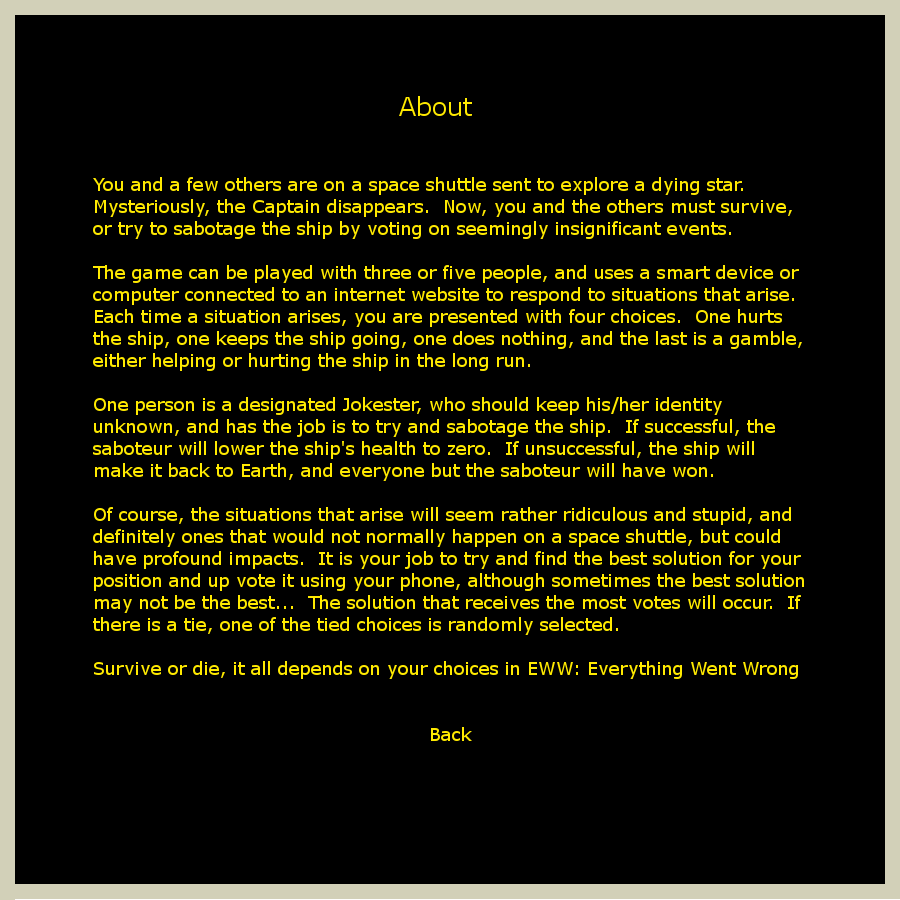 About
You and a few others are on a space shuttle sent to explore a dying star.
Mysteriously, the Captain disappears.  Now, you and the others must survive,
or try to sabotage the ship by voting on seemingly insignificant events.
The game can be played with three or five people, and uses a smart device or
computer connected to an internet website to respond to situations that arise.
Each time a situation arises, you are presented with four choices.  One hurts
the ship, one keeps the ship going, one does nothing, and the last is a gamble,
either helping or hurting the ship in the long run.
One person is a designated Jokester, who should keep his/her identity
unknown, and has the job is to try and sabotage the ship.  If successful, the
saboteur will lower the ship's health to zero.  If unsuccessful, the ship will
make it back to Earth, and everyone but the saboteur will have won.
Of course, the situations that arise will seem rather ridiculous and stupid, and
definitely ones that would not normally happen on a space shuttle, but could
have profound impacts.  It is your job to try and find the best solution for your
position and up vote it using your phone, although sometimes the best solution
may not be the best...  The solution that receives the most votes will occur.  If
there is a tie, one of the tied choices is randomly selected.
Survive or die, it all depends on your choices in EWW: Everything Went Wrong
Back